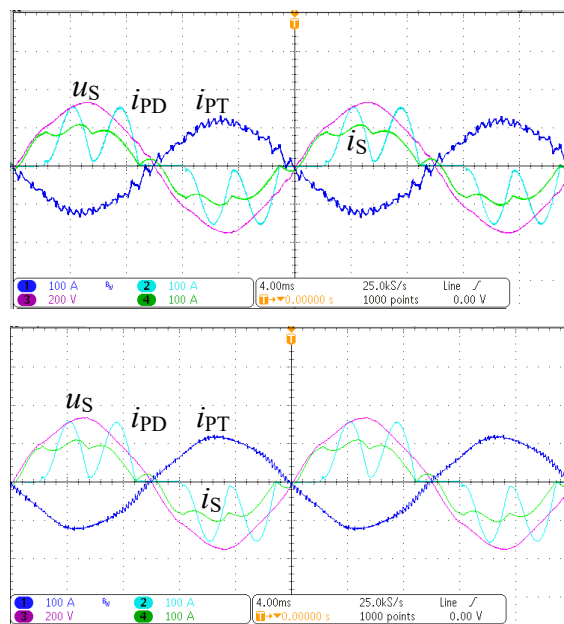 T
uS iPD iPT
iS
1 100 A BW 2 100 A 4.00ms 25.0kS/s Line ∫
3 200 V 4 100 A T→▼0.00000 s 1000 points 0.00 V
T
uS iPD iPT
iS
1 100 A BW 2 100 A 4.00ms 25.0kS/s Line ∫
3 200 V 4 100 A T→▼0.00000 s 1000 points 0.00 V